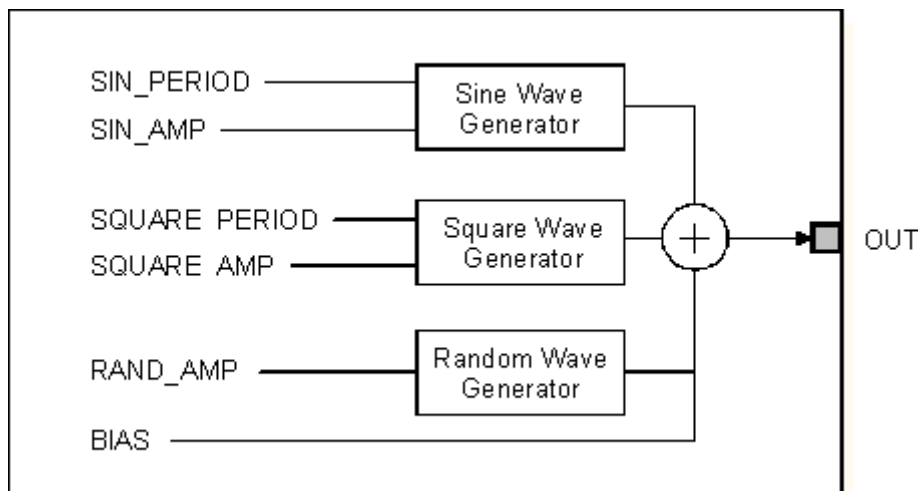 SIN_PERIOD
SIN_AMP
Sine Wave
Generator
SQUARE PERIOD
SQUARE AMP
Square Wave
Generator
+
OUT
RAND_AMP
Random Wave
Generator
BIAS